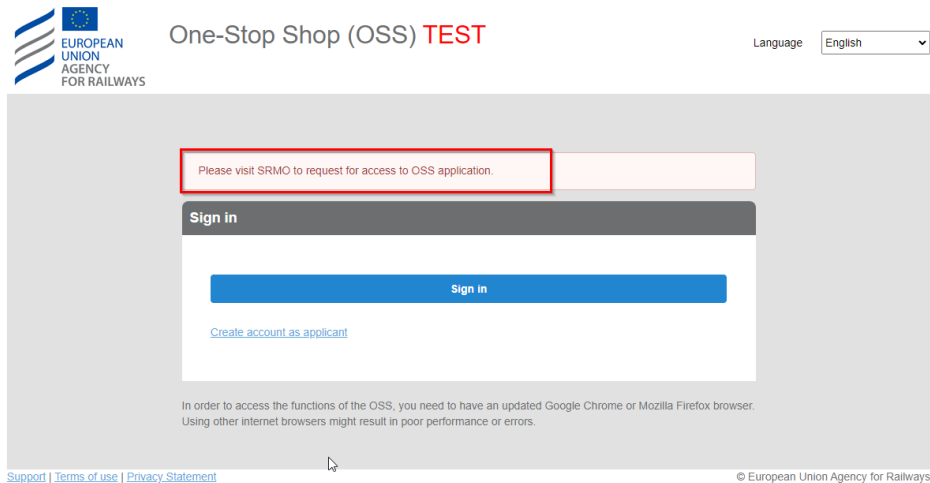 EUROPEAN
UNION
AGENCY
FOR RAILWAYS
One-Stop Shop (OSS) TEST
Language
English
Please visit SRMO to request for access to OSS application.
Sign in
Sign in
Create account as applicant
In order to access the functions of the OSS, you need to have an updated Google Chrome or Mozilla Firefox browser.
Using other internet browsers might result in poor performance or errors.
Support | Terms of use | Privacy Statement
© European Union Agency for Railways